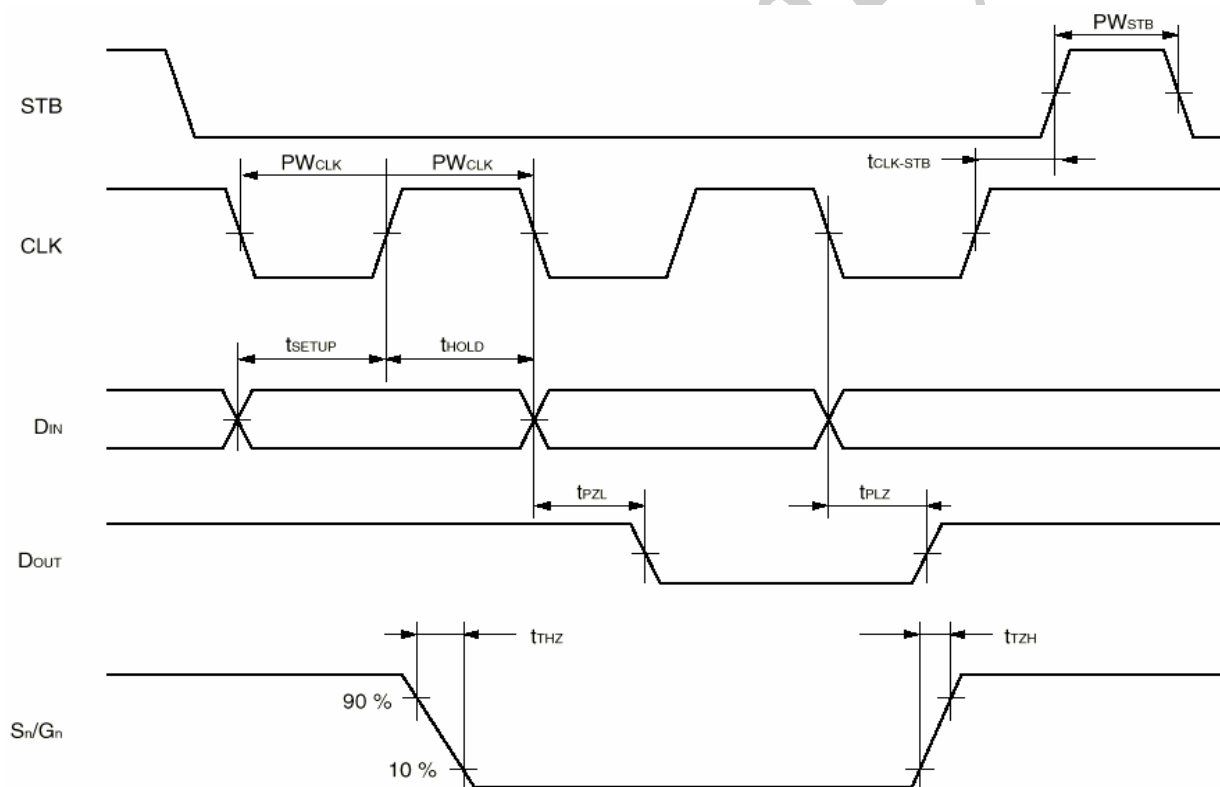 PWSTB
STB
tCLK-STB
PWCLK PWCLK
CLK
tSETUP tHOLD
DIN
tPZL tPLZ
DOUT
tTHZ tTZH
90 %
Sn/Gn
10 %